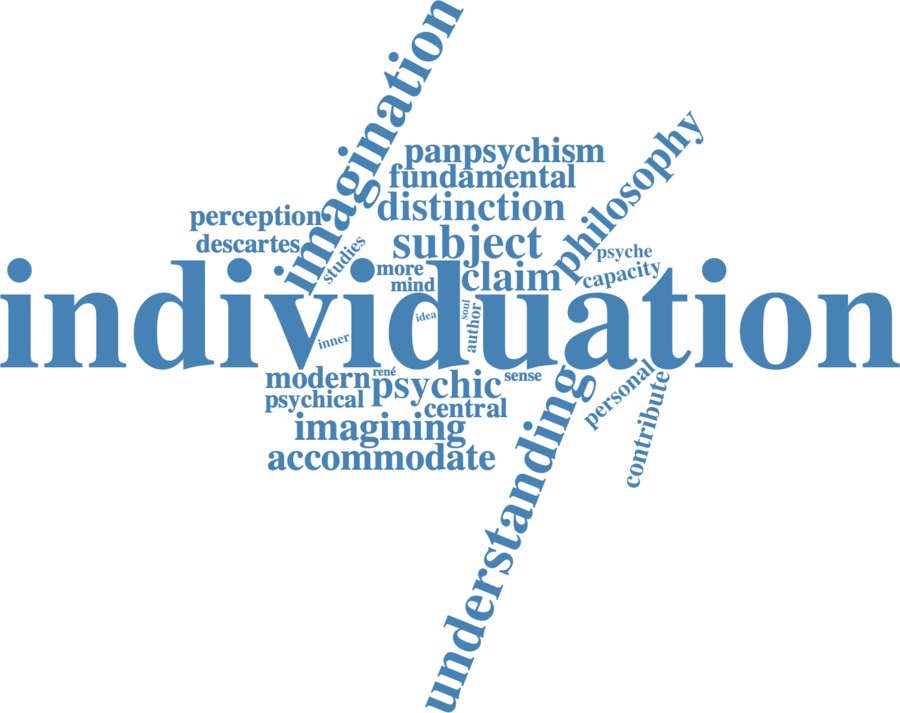 imagination
panpsychism
fundamental
philosophy
distinction
perception
descartes
subject
studies
psyche
capacity
more
claim
mind
individuation
soul
author
idea
inner
modern
rené
psychic
sense
psychical
central
personal
contribute
imagining
accommodate
understanding